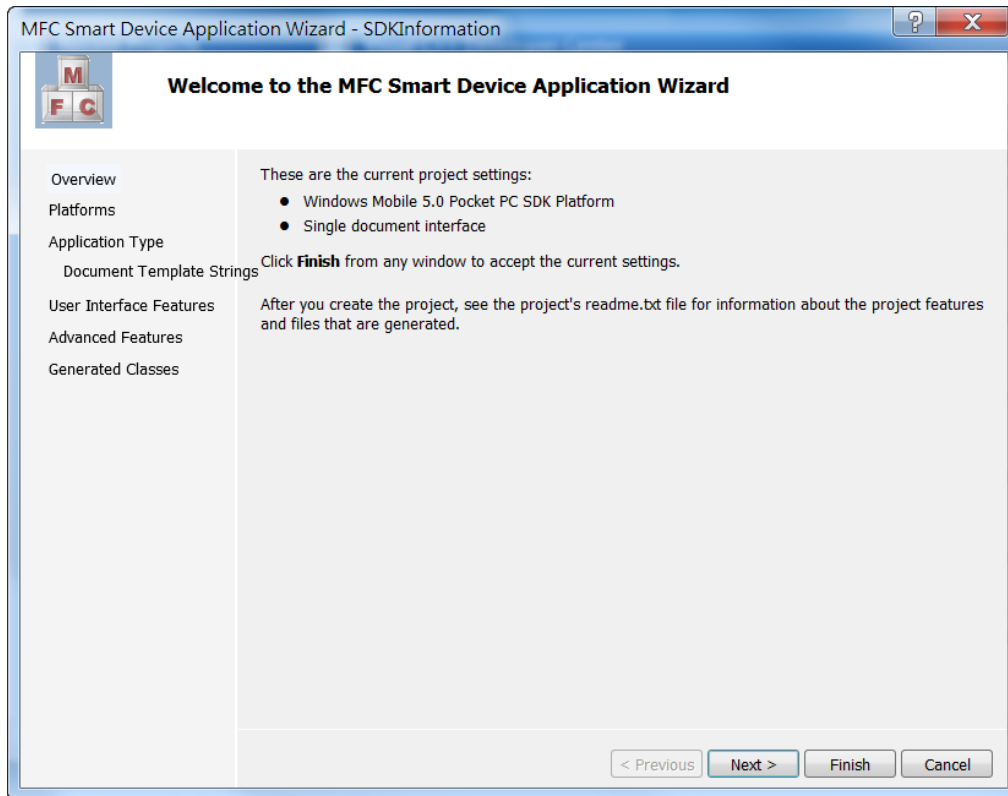 MFC Smart Device Application Wizard - SDKInformation
M
F C
Welcome to the MFC Smart Device Application Wizard
Overview
Platforms
Application Type
Document Template Strings
User Interface Features
Advanced Features
Generated Classes
These are the current project settings:
● Windows Mobile 5.0 Pocket PC SDK Platform
● Single document interface
Click Finish from any window to accept the current settings.
After you create the project, see the project's readme.txt file for information about the project features
and files that are generated.
< Previous
Next >
Finish
Cancel